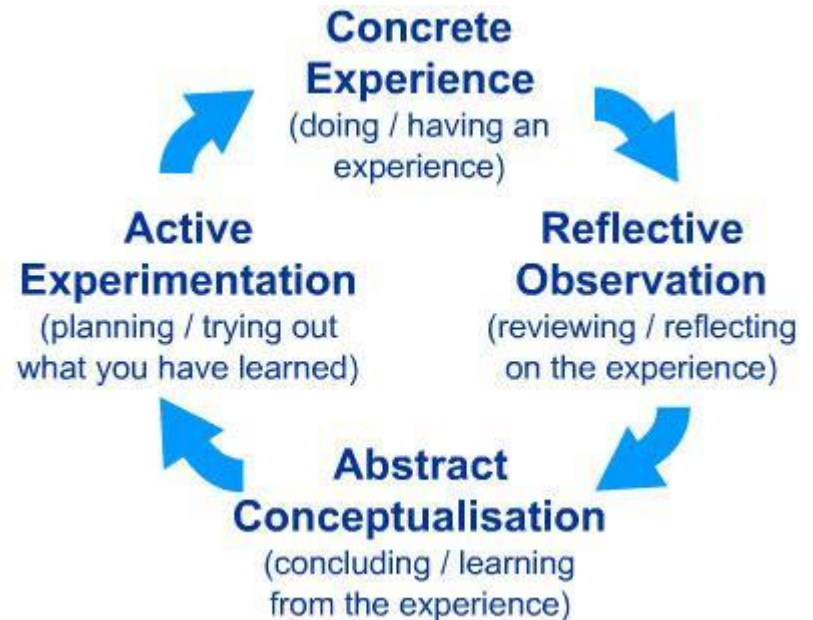 Concrete
Experience
(doing / having an
experience)
Reflective
Observation
(reviewing / reflecting
on the experience)
Abstract
Conceptualisation
(concluding / learning
from the experience)
Active
Experimentation
(planning / trying out
what you have learned)